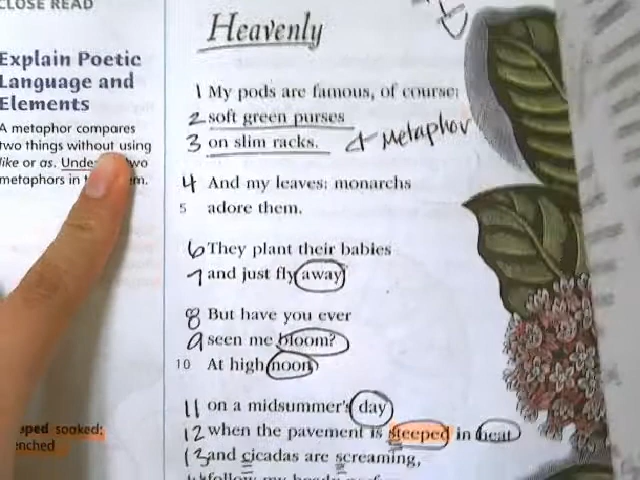 CLOSE READ
Explain Poetic
Language and
Elements
A metaphor compares
two things without using
like or as. Unde two
metaphors in t m.
Heavenly
1 My pods are famous, of course:
2 soft green purses
3 on slim racks. Metaphor
4 And my leaves: monarchs
5 adore them.
6 They plant their babies
7 and just fly away
8 But have you ever
9 seen me bloom?
10 At high noon
11 on a midsummer's day
12 when the pavement is steeped in heat
13 and cicadas are screaming,
steeped soaked;
drenched